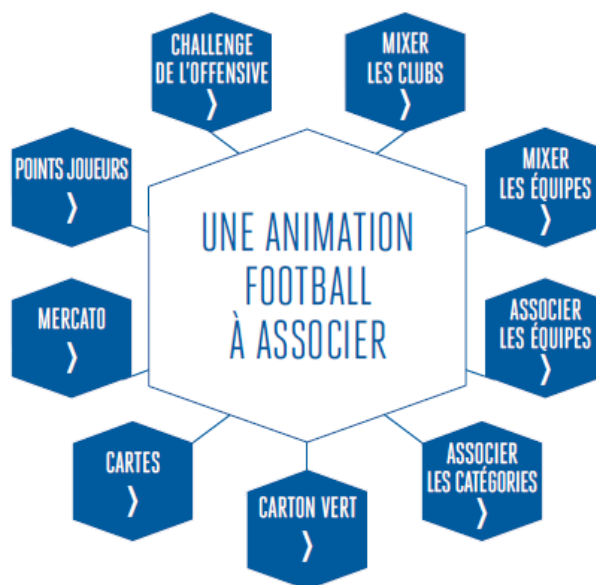 CHALLENGE
DE L'OFFENSIVE
MIXER
LES CLUBS
POINTS JOUEURS
MIXER
LES ÉQUIPES
UNE ANIMATION
FOOTBALL
À ASSOCIER
MERCATO
ASSOCIER
LES ÉQUIPES
CARTES
ASSOCIER
LES CATÉGORIES
CARTON VERT